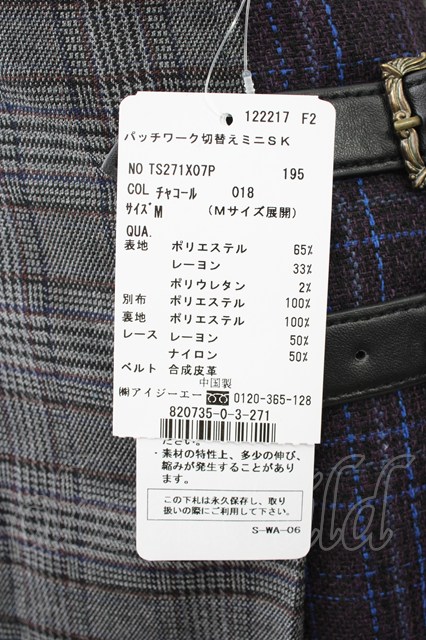 122217 F2
パッチワーク切替えミニSK
NO TS271X07P 195
COL チャコール 018
サイズM (Mサイズ展開)
QUA.
表地 ポリエステル 65%
レーヨン 33%
ポリウレタン 2%
別布 ポリエステル 100%
裏地 ポリエステル 100%
レース レーヨン 50%
ナイロン 50%
ベルト 合成皮革
中国製
㈱アイジーエー 0120-365-128
820735-0-3-271
ださい。
・素材の特性上、多少の伸び、
縮みが発生することがあり
ます。
この下札は永久保存し、取り
扱いの際にご利用して下さい。
S-WA-06